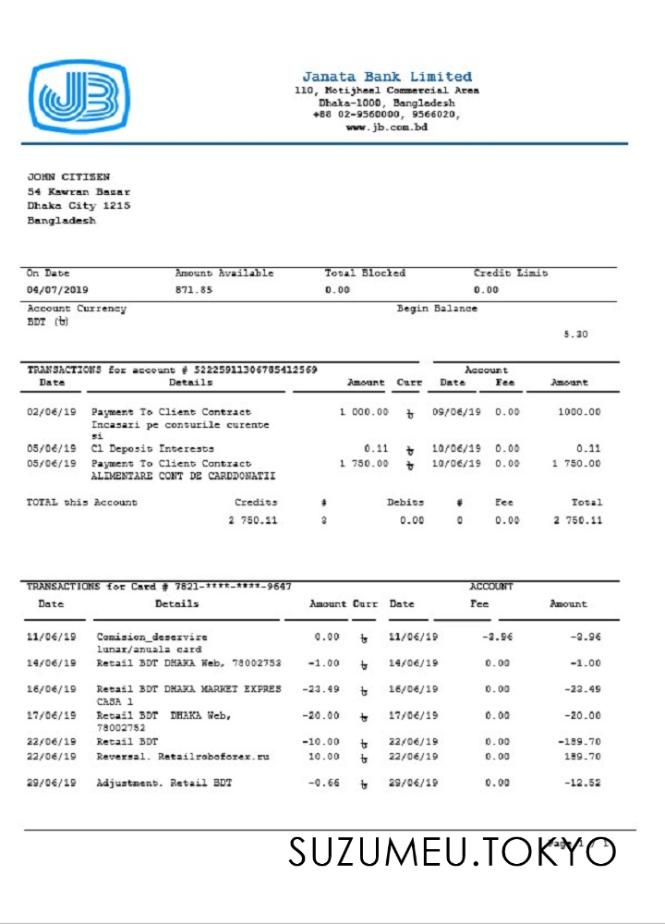 JB
Janata Bank Limited
110, Motijheel Commercial Area
Dhaka-1000, Bangladesh
+88 02-9560000, 9566020,
www.jb.com.bd
JOHN CITIZEN
54 Kawran Bazar
Dhaka City 1215
Bangladesh
On Date Amount Available Total Blocked Credit Limit
04/07/2019 871.85 0.00 0.00
Account Currency Begin Balance
BDT (৳)
5.30
TRANSACTIONS for account # 52225911306785412569 Account
Date Details Amount Curr Date Fee Amount
02/06/19 Payment To Client Contract 1 000.00 ৳ 09/06/19 0.00 1000.00
Incasari pe conturile curente
si
05/06/19 Cl Deposit Interests 0.11 ৳ 10/06/19 0.00 0.11
05/06/19 Payment To Client Contract 1 750.00 ৳ 10/06/19 0.00 1 750.00
ALIMENTARE CONT DE CARDDONATII
TOTAL this Account Credits # Debits # Fee Total
2 750.11 3 0.00 0 0.00 2 750.11
TRANSACTIONS for Card # 7821-****-****-9647 ACCOUNT
Date Details Amount Curr Date Fee Amount
11/06/19 Comision_deservire 0.00 ৳ 11/06/19 -3.96 -3.96
lunar/anuala card
14/06/19 Retail BDT DHAKA Web, 78002753 -1.00 ৳ 14/06/19 0.00 -1.00
16/06/19 Retail BDT DHAKA MARKET EXPRES -23.49 ৳ 16/06/19 0.00 -23.49
CASA 1
17/06/19 Retail BDT DHAKA Web, -20.00 ৳ 17/06/19 0.00 -20.00
78002752
22/06/19 Retail BDT -10.00 ৳ 22/06/19 0.00 -189.70
22/06/19 Reversal. Retailroboforex.ru 10.00 ৳ 22/06/19 0.00 189.70
29/06/19 Adjustment. Retail BDT -0.66 ৳ 29/06/19 0.00 -12.52
Page 1 / 1
SUZUMEU.TOKYO